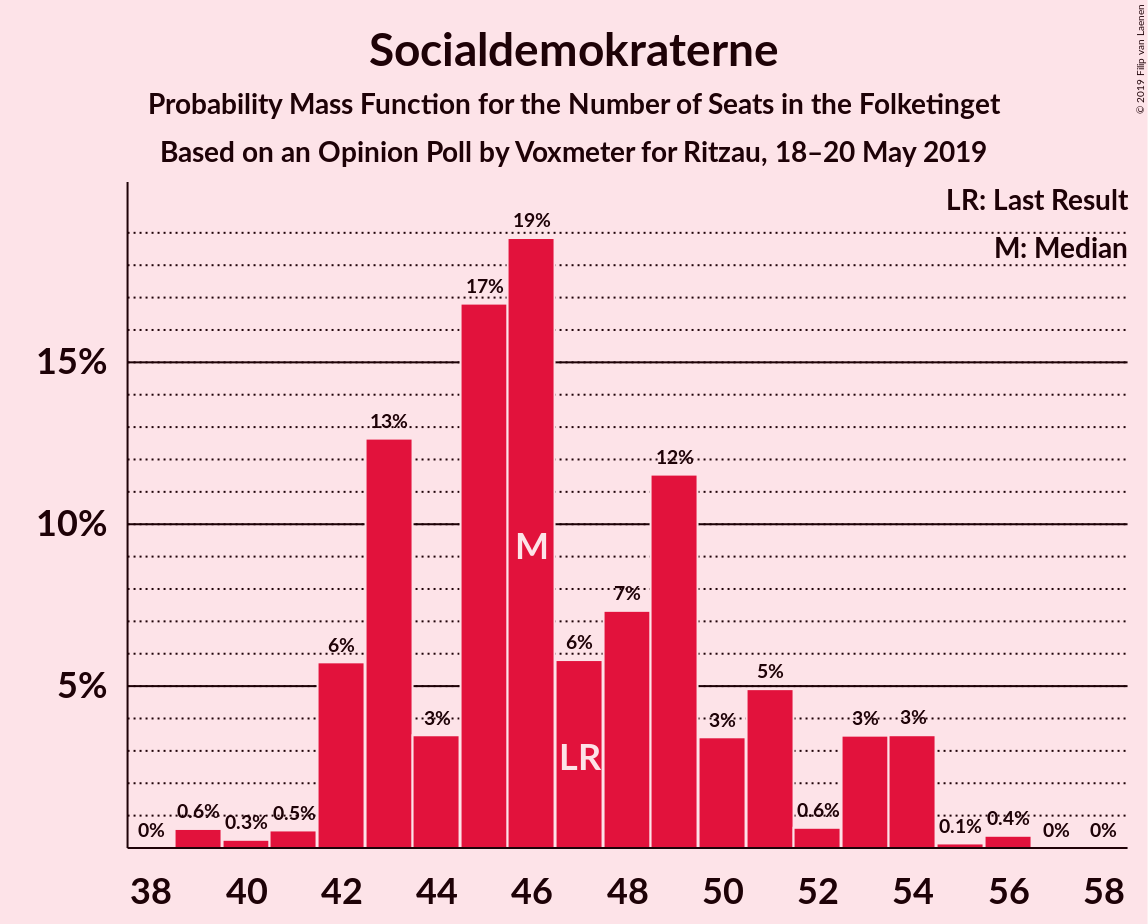 Socialdemokraterne
Probability Mass Function for the Number of Seats in the Folketinget
Based on an Opinion Poll by Voxmeter for Ritzau, 18–20 May 2019
© 2019 Filip van Laenen
LR: Last Result
M: Median
15%
10%
5%
0%
0.6%
0.3%
0.5%
6%
13%
3%
17%
19%
6%
7%
12%
3%
5%
0.6%
3%
3%
0.1%
0.4%
0%
0%
M
LR
38 40 42 44 46 48 50 52 54 56 58